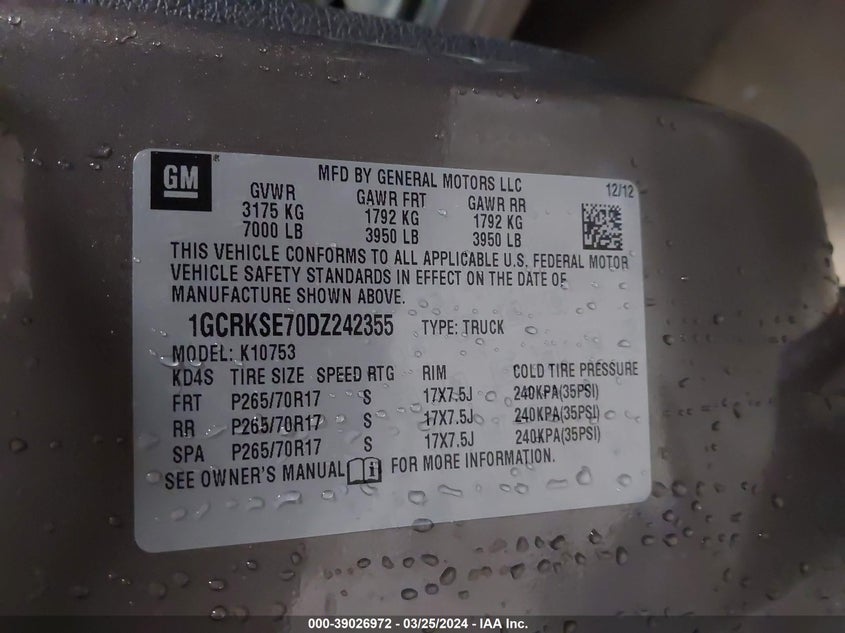 GM
MFD BY GENERAL MOTORS LLC
12/12
GVWR GAWR FRT GAWR RR
3175 KG 1792 KG 1792 KG
7000 LB 3950 LB 3950 LB
THIS VEHICLE CONFORMS TO ALL APPLICABLE U.S. FEDERAL MOTOR
VEHICLE SAFETY STANDARDS IN EFFECT ON THE DATE OF
MANUFACTURE SHOWN ABOVE.
1GCRKSE70DZ242355 TYPE: TRUCK
MODEL: K10753
KD4S TIRE SIZE SPEED RTG RIM COLD TIRE PRESSURE
FRT P265/70R17 S 17X7.5J 240KPA(35PSI)
RR P265/70R17 S 17X7.5J 240KPA(35PSI)
SPA P265/70R17 S 17X7.5J 240KPA(35PSI)
SEE OWNER'S MANUAL FOR MORE INFORMATION.
000-39026972 - 03/25/2024 - IAA Inc.